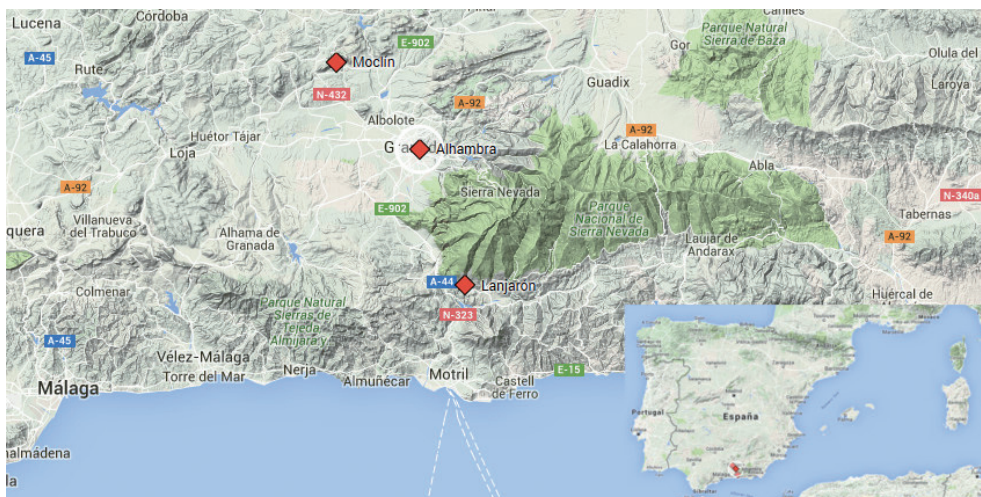 Lucena
Córdoba
Caniles
Parque Natural
Sierra de Baza
E-902
Gor
Olula del
A-45
Rute
Moclín
Guadix
Laroya
N-432
A-92
Albolote
Huétor Tájar
A-92
Loja
Alhambra
La Calahorra
Abla
A-92
Sierra Nevada
N-340a
E-902
Parque
Nacional de
Sierra Nevada
Tabernas
Villanueva
del Trabuco
quera
Alhama de
Granada
Laujar de
Andarax
A-92
A-44
Lanjarón
Colmenar
Huércal de
Parque Natural
Sierras de
Tejeda,
Almijara y..
N-323
A-45
Vélez-Málaga
Torre del Mar
Nerja
Almuñécar
Motril
E-15
Málaga
Castell
de Ferro
Portugal
España
nalmádena
la